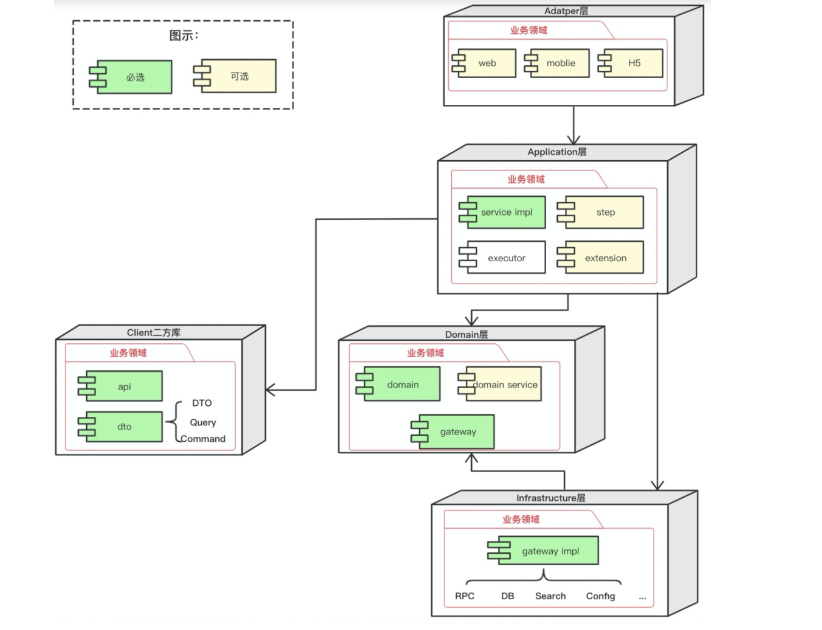 图示：
必选
可选
Adatper层
业务领域
web
moblie
H5
Application层
业务领域
service impl
step
executor
extension
Client二方库
业务领域
api
dto
DTO
Query
Command
Domain层
业务领域
domain
domain service
gateway
Infrastructure层
业务领域
gateway impl
RPC
DB
Search
Config
...